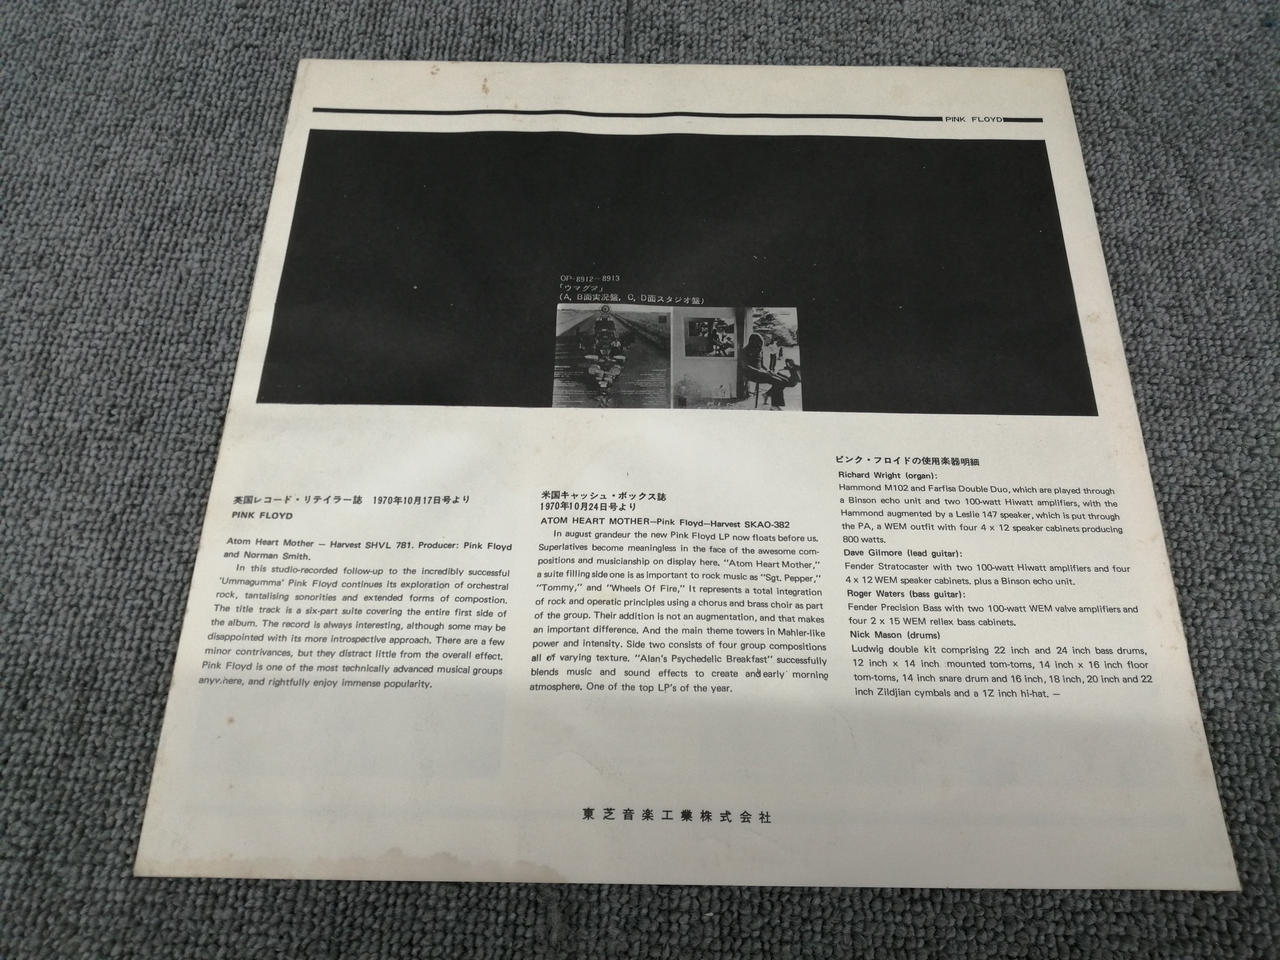 PINK FLOYD
OP-8912〜8913
「ウマグマ」
(A, B面実況盤, C, D面スタジオ盤)
英国レコード・リテイラー誌 1970年10月17日号より
PINK FLOYD
Atom Heart Mother – Harvest SHVL 781. Producer: Pink Floyd
and Norman Smith.
In this studio-recorded follow-up to the incredibly successful
'Ummagumma' Pink Floyd continues its exploration of orchestral
rock, tantalising sonorities and extended forms of compostion.
The title track is a six-part suite covering the entire first side of
the album. The record is always interesting, although some may be
disappointed with its more introspective approach. There are a few
minor contrivances, but they distract little from the overall effect.
Pink Floyd is one of the most technically advanced musical groups
anywhere, and rightfully enjoy immense popularity.
米国キャッシュ・ボックス誌
1970年10月24日号より
ATOM HEART MOTHER—Pink Floyd—Harvest SKAO-382
In august grandeur the new Pink Floyd LP now floats before us.
Superlatives become meaningless in the face of the awesome com-
positions and musicianship on display here. "Atom Heart Mother,"
a suite filling side one is as important to rock music as "Sgt. Pepper,"
"Tommy," and "Wheels Of Fire," It represents a total integration
of rock and operatic principles using a chorus and brass choir as part
of the group. Their addition is not an augmentation, and that makes
an important difference. And the main theme towers in Mahler-like
power and intensity. Side two consists of four group compositions
all of varying texture. "Alan's Psychedelic Breakfast" successfully
blends music and sound effects to create and early morning
atmosphere. One of the top LP's of the year.
ピンク・フロイドの使用楽器明細
Richard Wright (organ):
Hammond M102 and Farfisa Double Duo, which are played through
a Binson echo unit and two 100-watt Hiwatt amplifiers, with the
Hammond augmented by a Leslie 147 speaker, which is put through
the PA, a WEM outfit with four 4 x 12 speaker cabinets producing
800 watts.
Dave Gilmore (lead guitar):
Fender Stratocaster with two 100-watt Hiwatt amplifiers and four
4 x 12 WEM speaker cabinets, plus a Binson echo unit.
Roger Waters (bass guitar):
Fender Precision Bass with two 100-watt WEM valve amplifiers and
four 2 x 15 WEM rellex bass cabinets.
Nick Mason (drums)
Ludwig double kit comprising 22 inch and 24 inch bass drums,
12 inch x 14 inch mounted tom-toms, 14 inch x 16 inch floor
tom-toms, 14 inch snare drum and 16 inch, 18 inch, 20 inch and 22
inch Zildjian cymbals and a 1Z inch hi-hat. —
東芝音楽工業株式会社